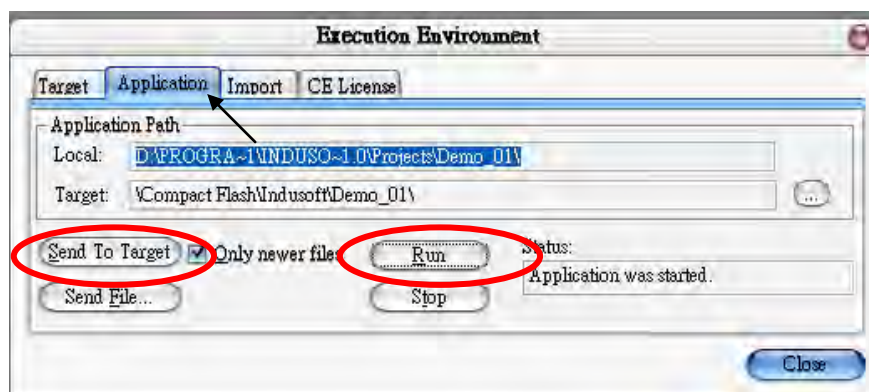 Execution Environment
Target Application Import CE License
Application Path
Local: D:\PROGRA~1\INDUSO~1.0\Projects\Demo_01\
Target: \Compact Flash\Indusoft\Demo_01\ ...
Send To Target Only newer files Run Status:
Application was started.
Send File... Stop
Close